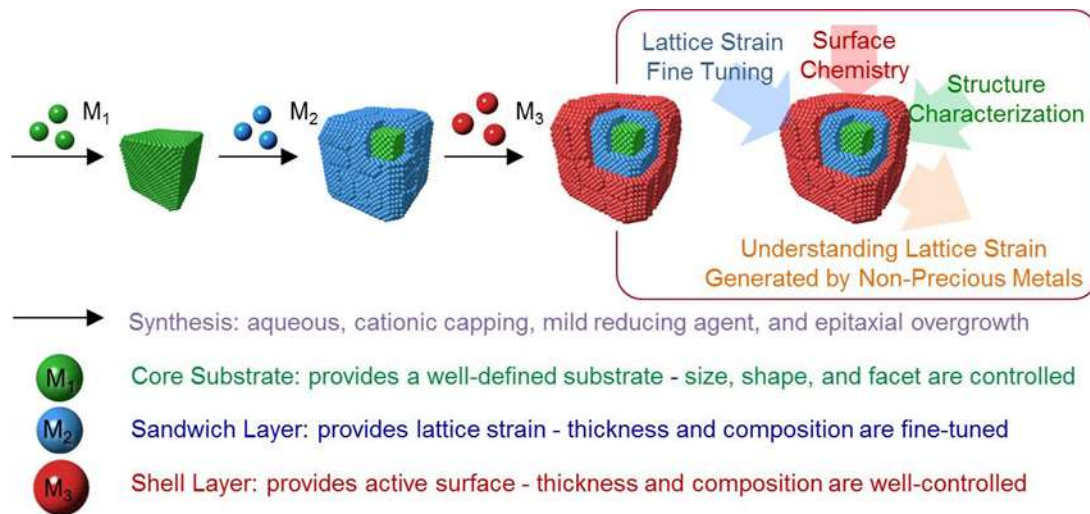 M1
M2
M3
Lattice Strain
Fine Tuning
Surface
Chemistry
Structure
Characterization
Understanding Lattice Strain
Generated by Non-Precious Metals
Synthesis: aqueous, cationic capping, mild reducing agent, and epitaxial overgrowth
M1 Core Substrate: provides a well-defined substrate - size, shape, and facet are controlled
M2 Sandwich Layer: provides lattice strain - thickness and composition are fine-tuned
M3 Shell Layer: provides active surface - thickness and composition are well-controlled